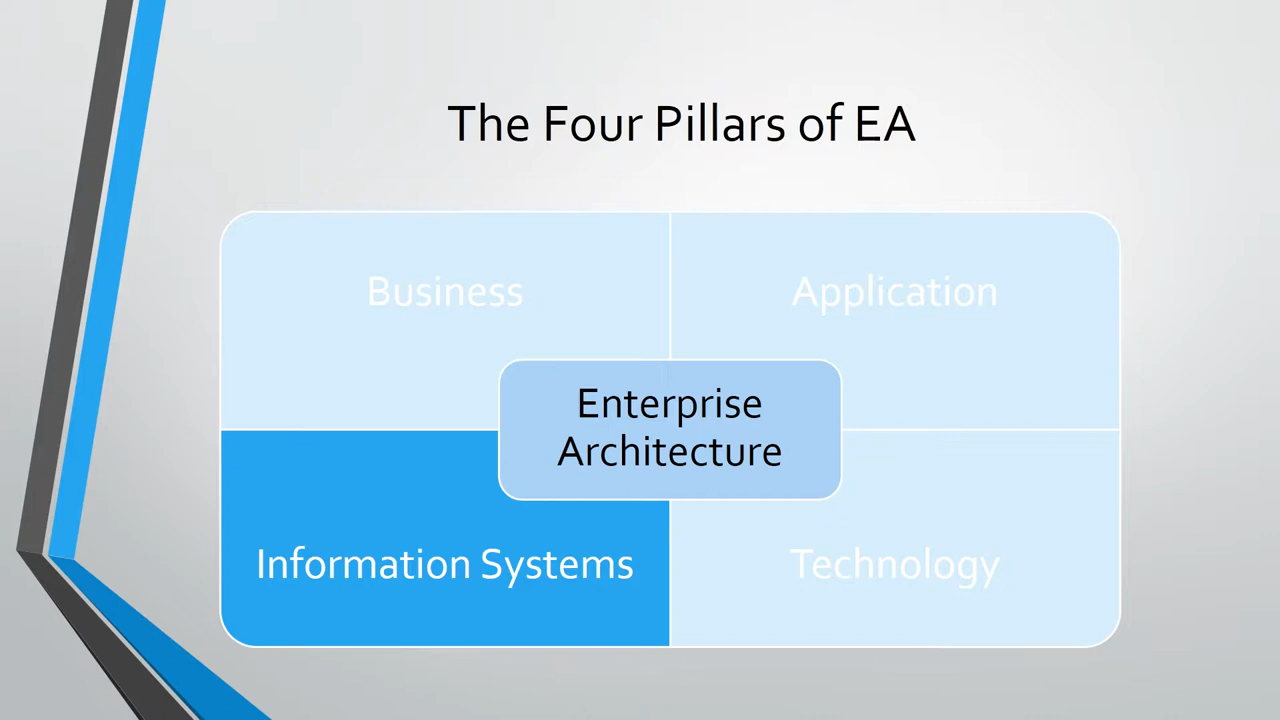 The Four Pillars of EA
Business
Application
Enterprise
Architecture
Information Systems
Technology